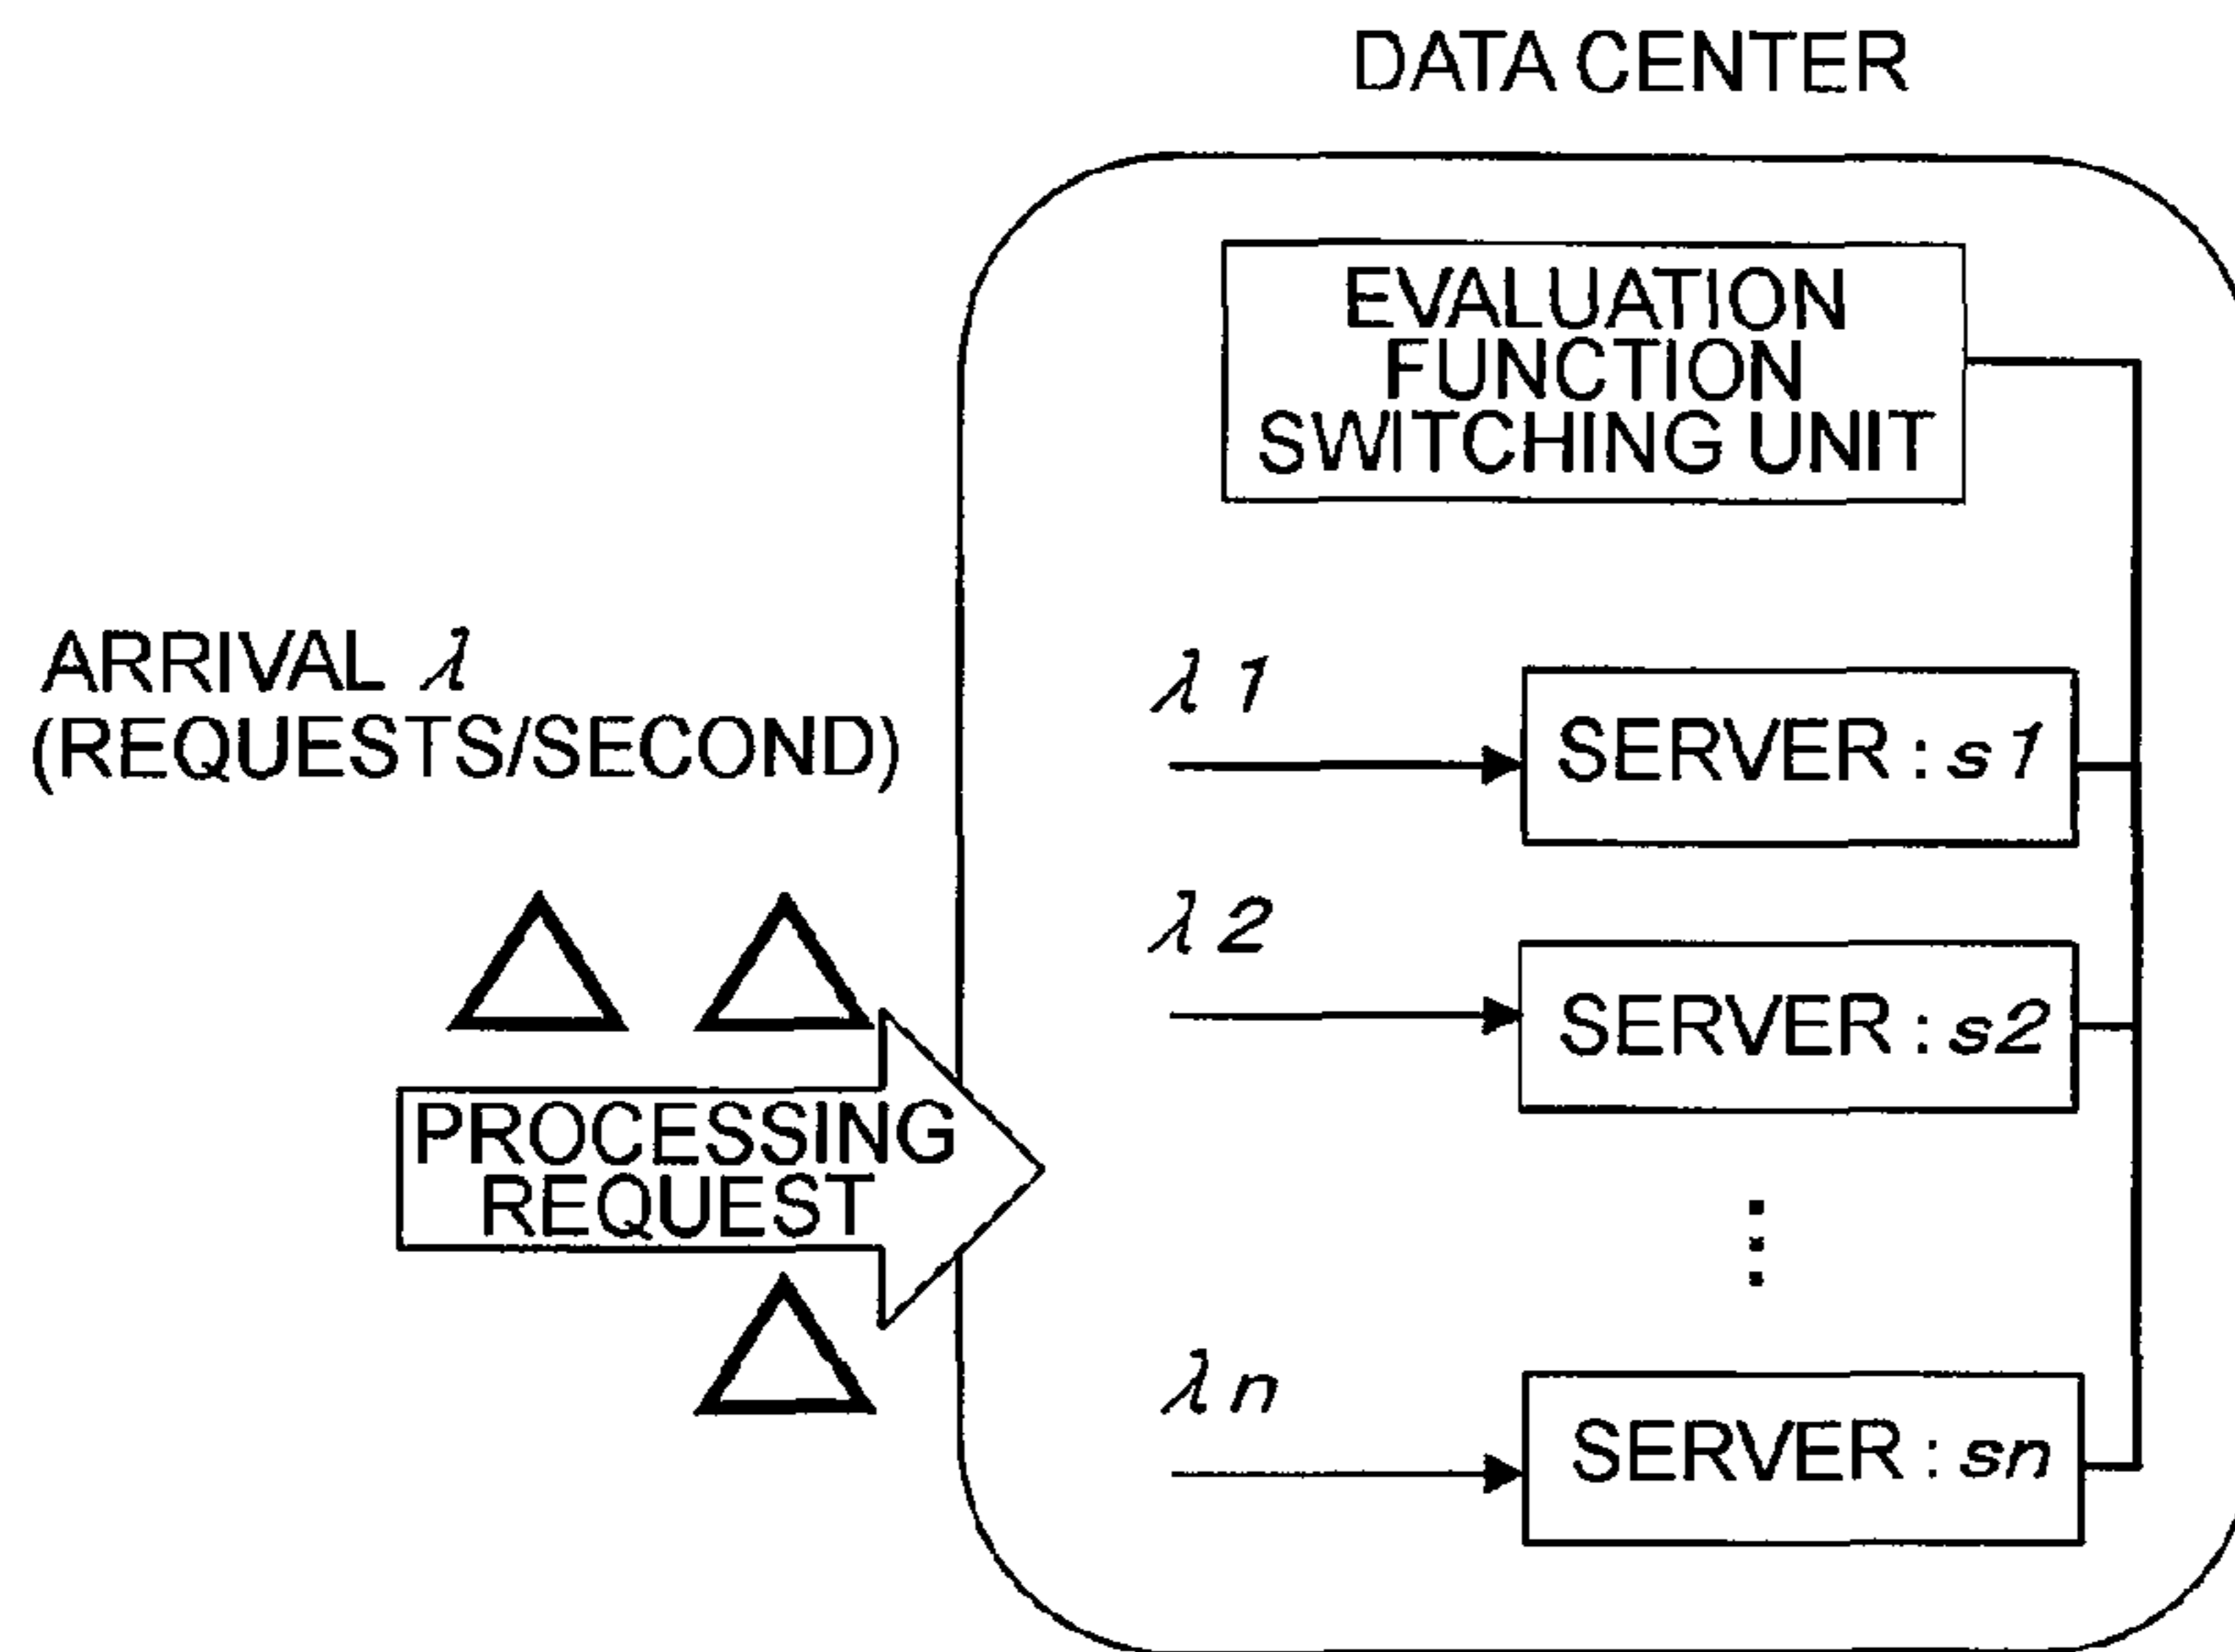 DATA CENTER
EVALUATION
FUNCTION
SWITCHING UNIT
ARRIVAL λ
(REQUESTS/SECOND)
λ1
SERVER : s1
λ2
SERVER : s2
PROCESSING
REQUEST
λn
SERVER : sn